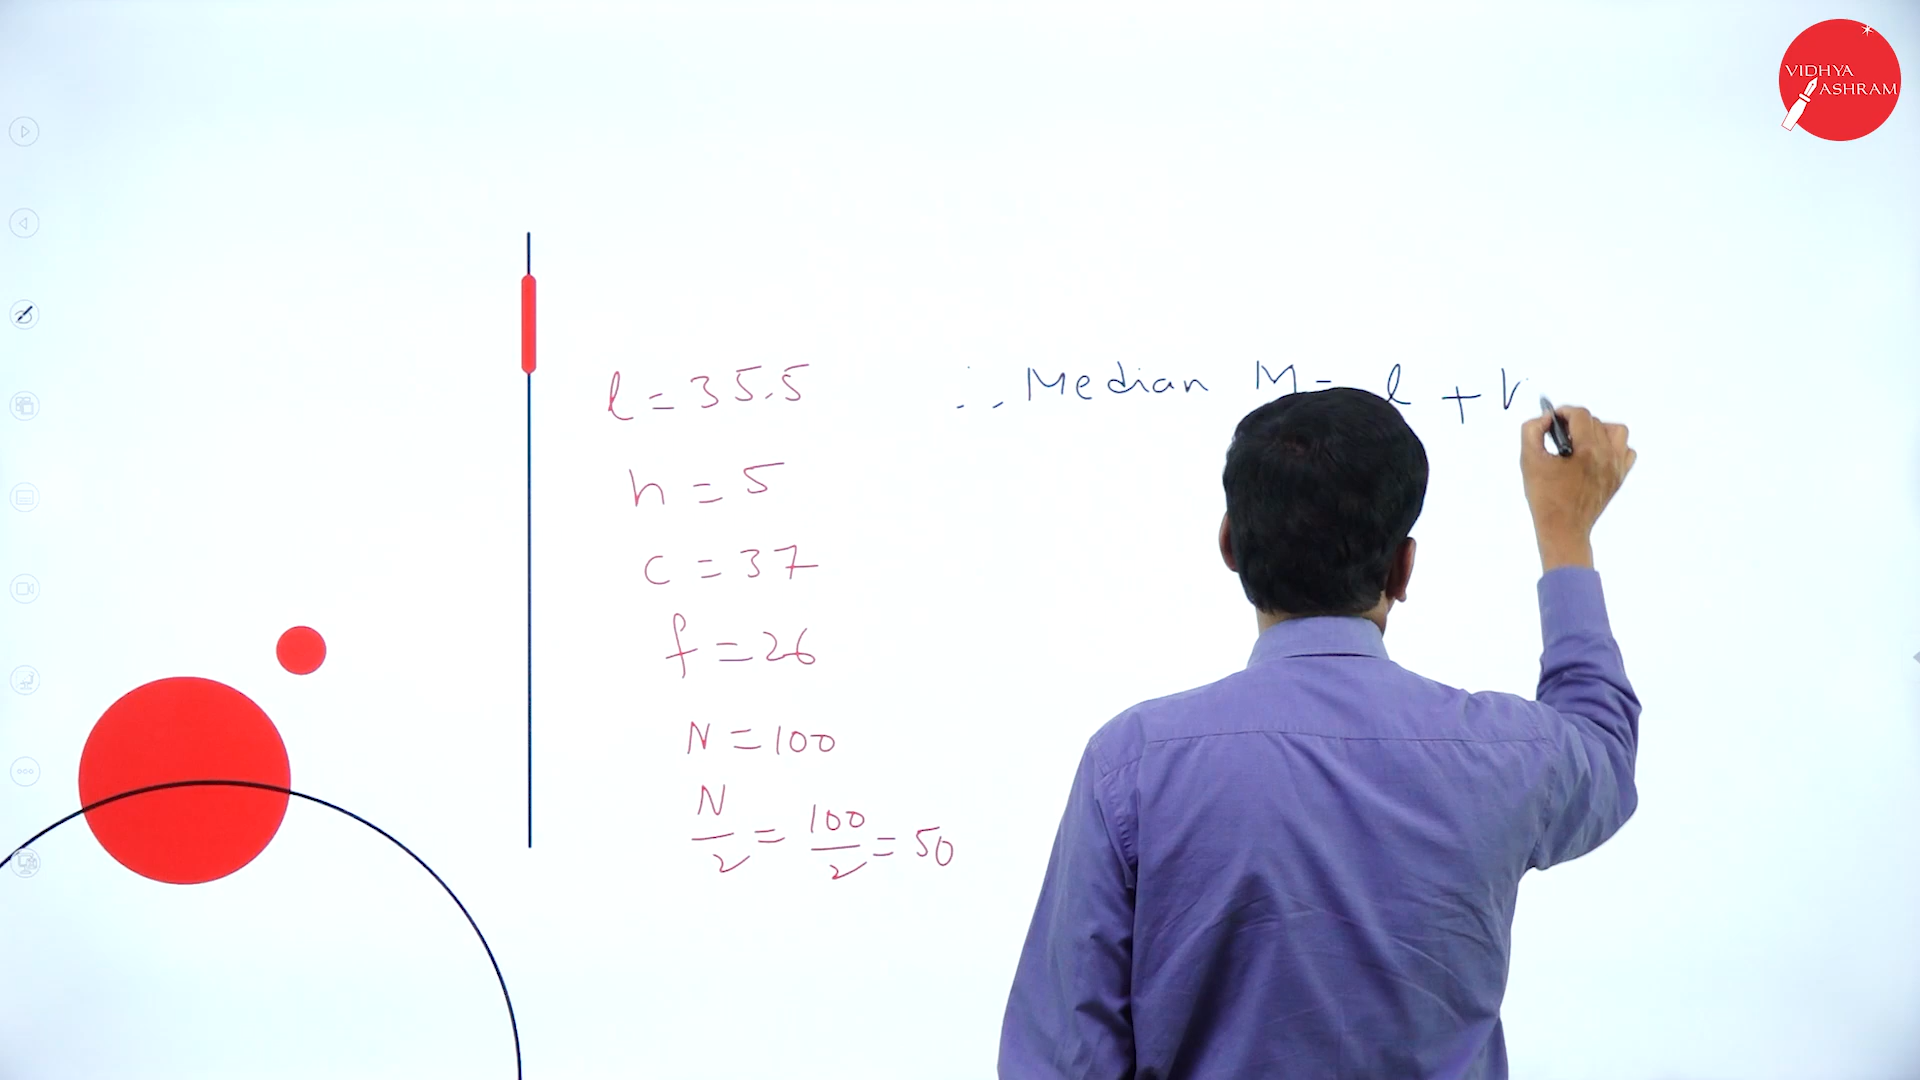 VIDHYA
ASHRAM
l = 35.5
∴ Median M = l + h
h = 5
c = 37
f = 26
N = 100
N/2 = 100/2 = 50